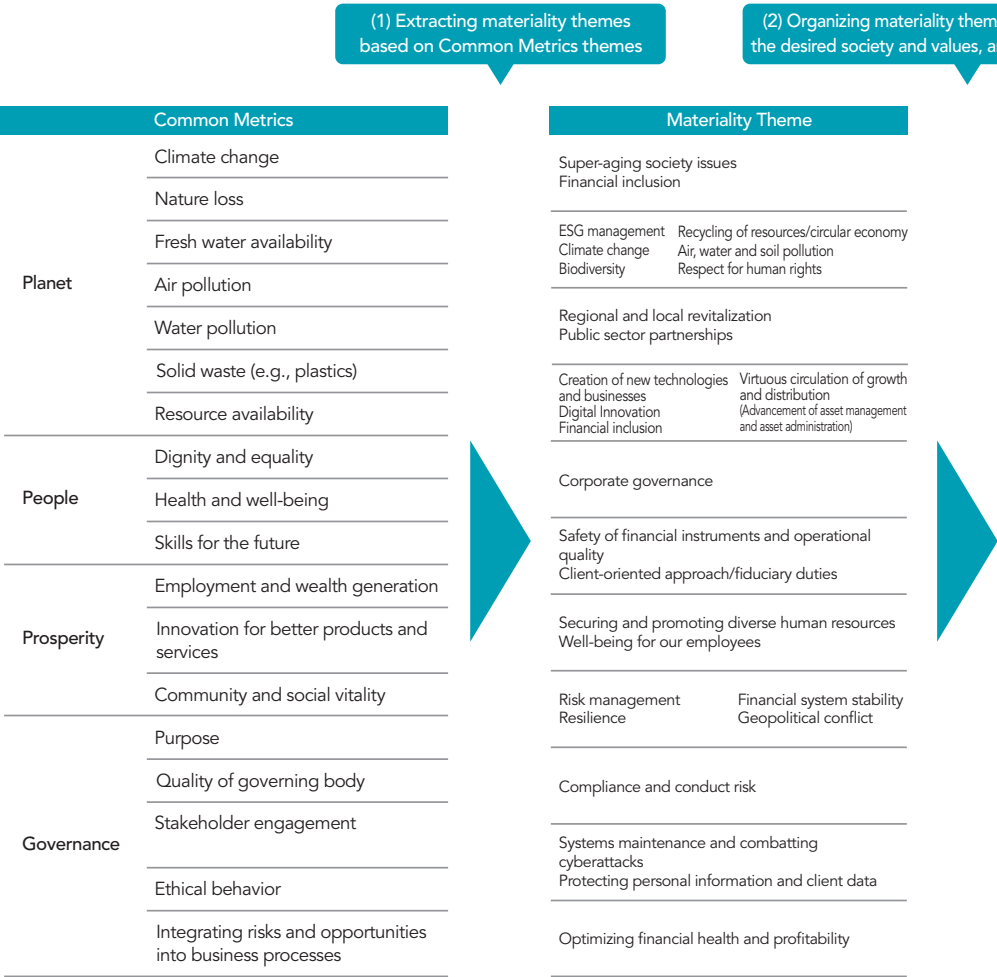 (1) Extracting materiality themes
based on Common Metrics themes
(2) Organizing materiality them
the desired society and values, a
Common Metrics
Planet
Climate change
Nature loss
Fresh water availability
Air pollution
Water pollution
Solid waste (e.g., plastics)
Resource availability
People
Dignity and equality
Health and well-being
Skills for the future
Prosperity
Employment and wealth generation
Innovation for better products and
services
Community and social vitality
Governance
Purpose
Quality of governing body
Stakeholder engagement
Ethical behavior
Integrating risks and opportunities
into business processes
Materiality Theme
Super-aging society issues
Financial inclusion
ESG management
Climate change
Biodiversity
Recycling of resources/circular economy
Air, water and soil pollution
Respect for human rights
Regional and local revitalization
Public sector partnerships
Creation of new technologies
and businesses
Digital Innovation
Financial inclusion
Virtuous circulation of growth
and distribution
(Advancement of asset management
and asset administration)
Corporate governance
Safety of financial instruments and operational
quality
Client-oriented approach/fiduciary duties
Securing and promoting diverse human resources
Well-being for our employees
Risk management
Resilience
Financial system stability
Geopolitical conflict
Compliance and conduct risk
Systems maintenance and combatting
cyberattacks
Protecting personal information and client data
Optimizing financial health and profitability